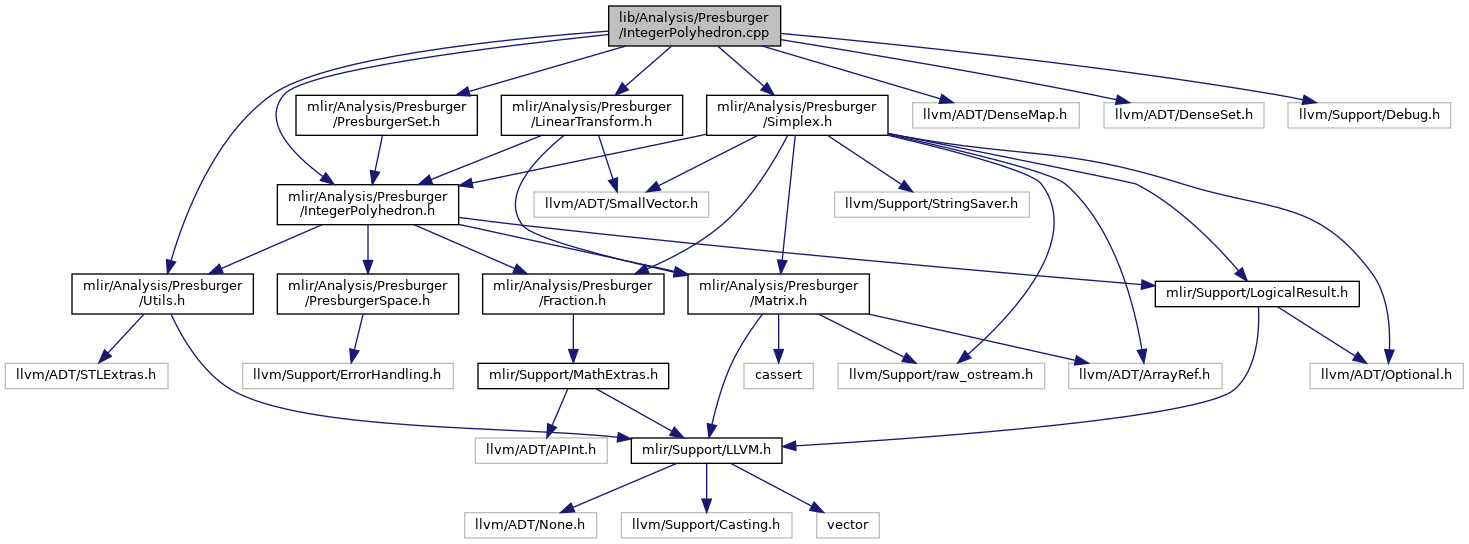 lib/Analysis/Presburger
/IntegerPolyhedron.cpp
mlir/Analysis/Presburger
/PresburgerSet.h
mlir/Analysis/Presburger
/LinearTransform.h
mlir/Analysis/Presburger
/Simplex.h
llvm/ADT/DenseMap.h
llvm/ADT/DenseSet.h
llvm/Support/Debug.h
mlir/Analysis/Presburger
/IntegerPolyhedron.h
llvm/ADT/SmallVector.h
llvm/Support/StringSaver.h
mlir/Analysis/Presburger
/Utils.h
mlir/Analysis/Presburger
/PresburgerSpace.h
mlir/Analysis/Presburger
/Fraction.h
mlir/Analysis/Presburger
/Matrix.h
mlir/Support/LogicalResult.h
llvm/ADT/STLExtras.h
llvm/Support/ErrorHandling.h
mlir/Support/MathExtras.h
cassert
llvm/Support/raw_ostream.h
llvm/ADT/ArrayRef.h
llvm/ADT/Optional.h
llvm/ADT/APInt.h
mlir/Support/LLVM.h
llvm/ADT/None.h
llvm/Support/Casting.h
vector